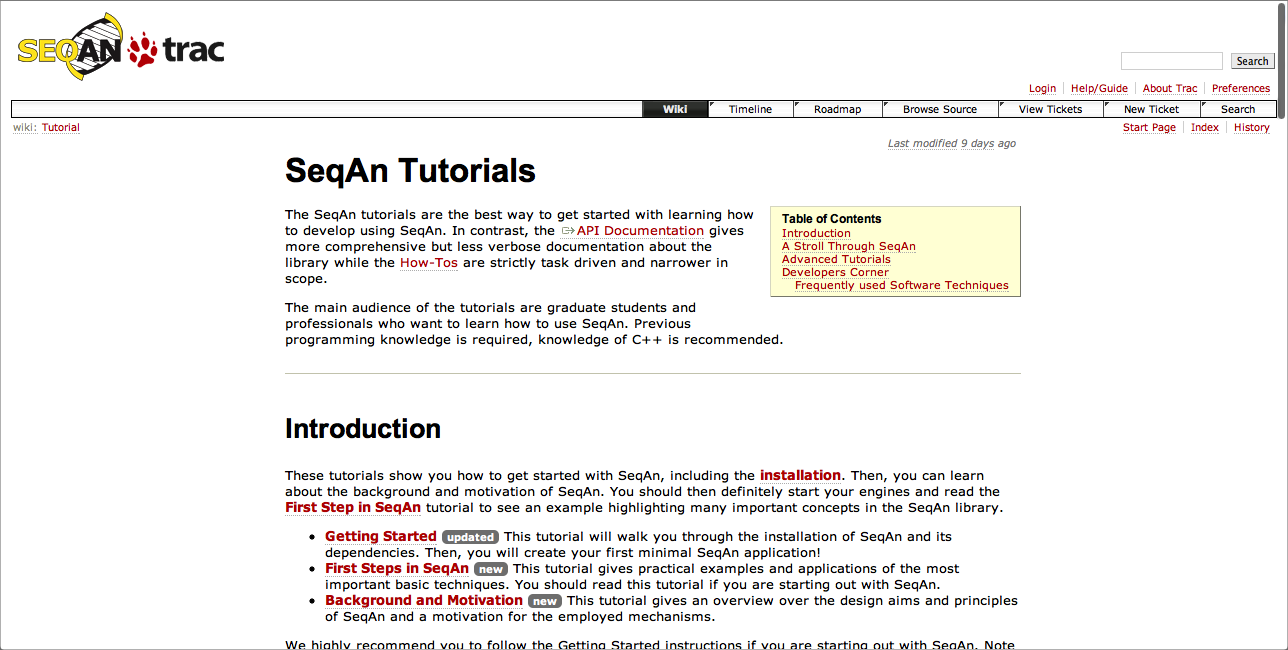 SEQAN trac
Search
Login Help/Guide About Trac Preferences
Wiki Timeline Roadmap Browse Source View Tickets New Ticket Search
wiki: Tutorial
Start Page Index History
Last modified 9 days ago
SeqAn Tutorials
The SeqAn tutorials are the best way to get started with learning how
to develop using SeqAn. In contrast, the API Documentation gives
more comprehensive but less verbose documentation about the
library while the How-Tos are strictly task driven and narrower in
scope.
Table of Contents
Introduction
A Stroll Through SeqAn
Advanced Tutorials
Developers Corner
Frequently used Software Techniques
The main audience of the tutorials are graduate students and
professionals who want to learn how to use SeqAn. Previous
programming knowledge is required, knowledge of C++ is recommended.
Introduction
These tutorials show you how to get started with SeqAn, including the installation. Then, you can learn
about the background and motivation of SeqAn. You should then definitely start your engines and read the
First Step in SeqAn tutorial to see an example highlighting many important concepts in the SeqAn library.
• Getting Started updated This tutorial will walk you through the installation of SeqAn and its
dependencies. Then, you will create your first minimal SeqAn application!
• First Steps in SeqAn new This tutorial gives practical examples and applications of the most
important basic techniques. You should read this tutorial if you are starting out with SeqAn.
• Background and Motivation new This tutorial gives an overview over the design aims and principles
of SeqAn and a motivation for the employed mechanisms.
We highly recommend you to follow the Getting Started instructions if you are starting out with SeqAn. Note